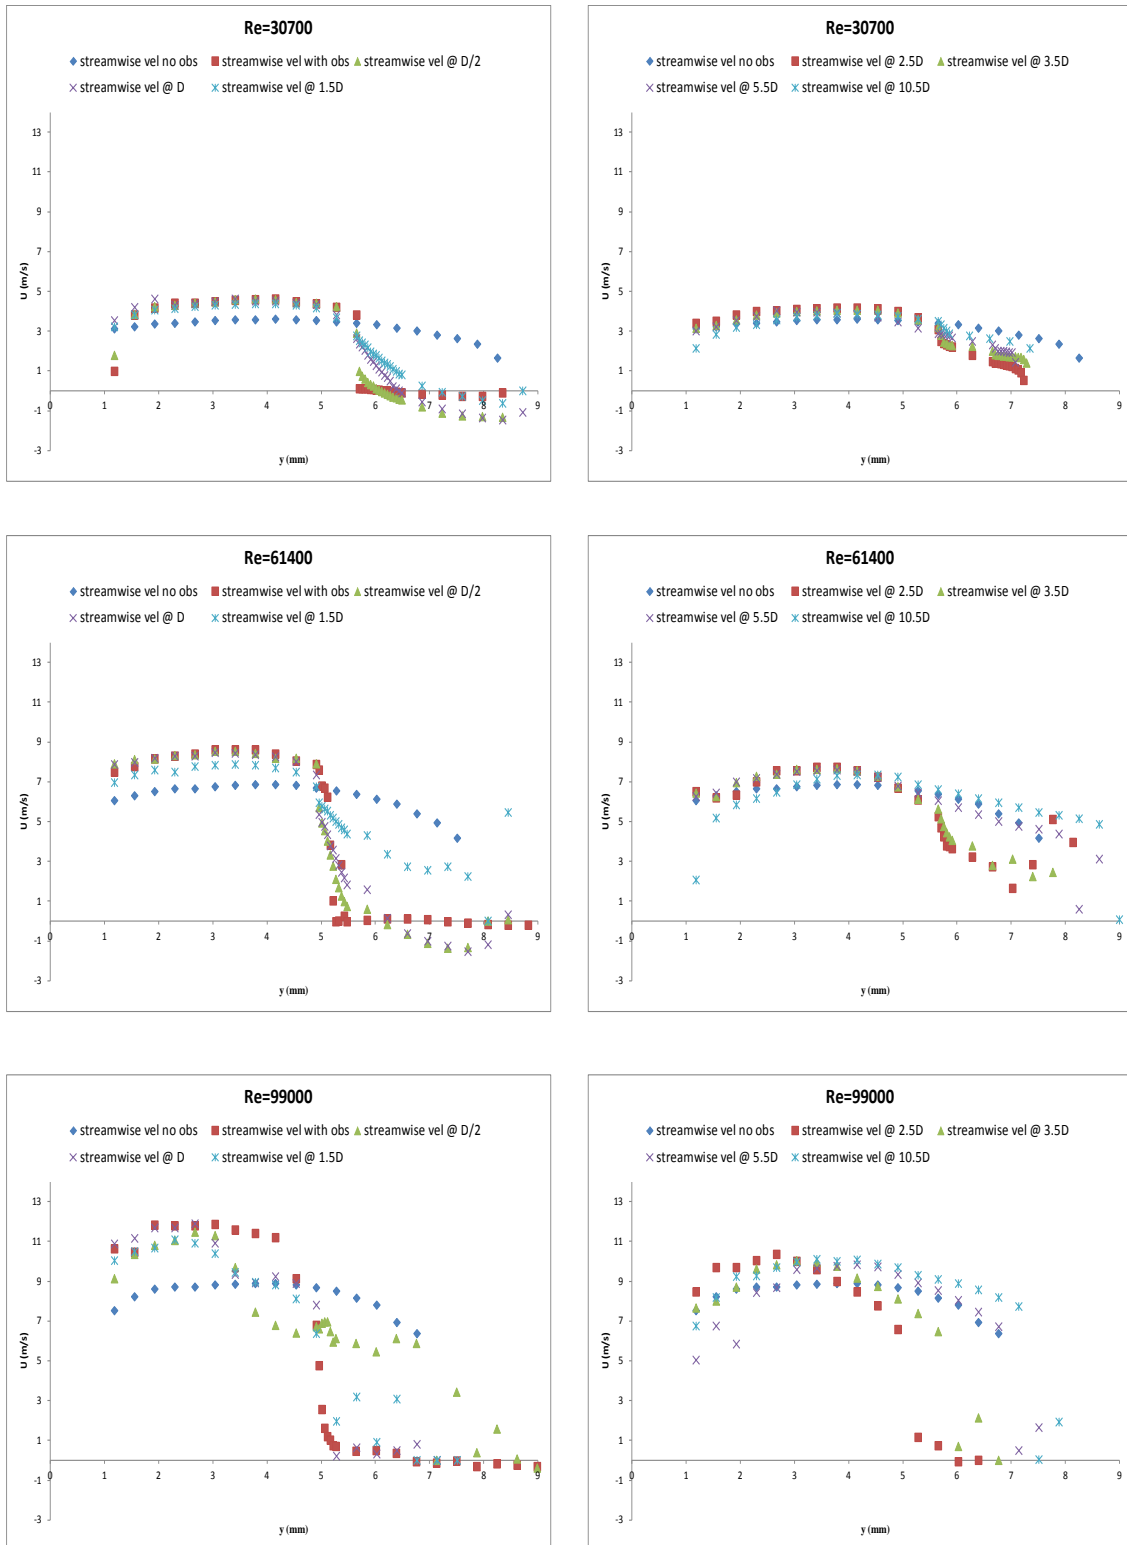 Re=30700
streamwise vel no obs streamwise vel with obs streamwise vel @ D/2
streamwise vel @ D streamwise vel @ 1.5D
13
11
9
7
5
3
1
-1
-3
U (m/s)
0 1 2 3 4 5 6 7 8 9
y (mm)
Re=30700
streamwise vel no obs streamwise vel @ 2.5D streamwise vel @ 3.5D
streamwise vel @ 5.5D streamwise vel @ 10.5D
13
11
9
7
5
3
1
-1
-3
U (m/s)
0 1 2 3 4 5 6 7 8 9
y (mm)
Re=61400
streamwise vel no obs streamwise vel with obs streamwise vel @ D/2
streamwise vel @ D streamwise vel @ 1.5D
13
11
9
7
5
3
1
-1
-3
U (m/s)
0 1 2 3 4 5 6 7 8 9
y (mm)
Re=61400
streamwise vel no obs streamwise vel @ 2.5D streamwise vel @ 3.5D
streamwise vel @ 5.5D streamwise vel @ 10.5D
13
11
9
7
5
3
1
-1
-3
U (m/s)
0 1 2 3 4 5 6 7 8 9
y (mm)
Re=99000
streamwise vel no obs streamwise vel with obs streamwise vel @ D/2
streamwise vel @ D streamwise vel @ 1.5D
13
11
9
7
5
3
1
-1
-3
U (m/s)
0 1 2 3 4 5 6 7 8 9
y (mm)
Re=99000
streamwise vel no obs streamwise vel @ 2.5D streamwise vel @ 3.5D
streamwise vel @ 5.5D streamwise vel @ 10.5D
13
11
9
7
5
3
1
-1
-3
U (m/s)
0 1 2 3 4 5 6 7 8 9
y (mm)